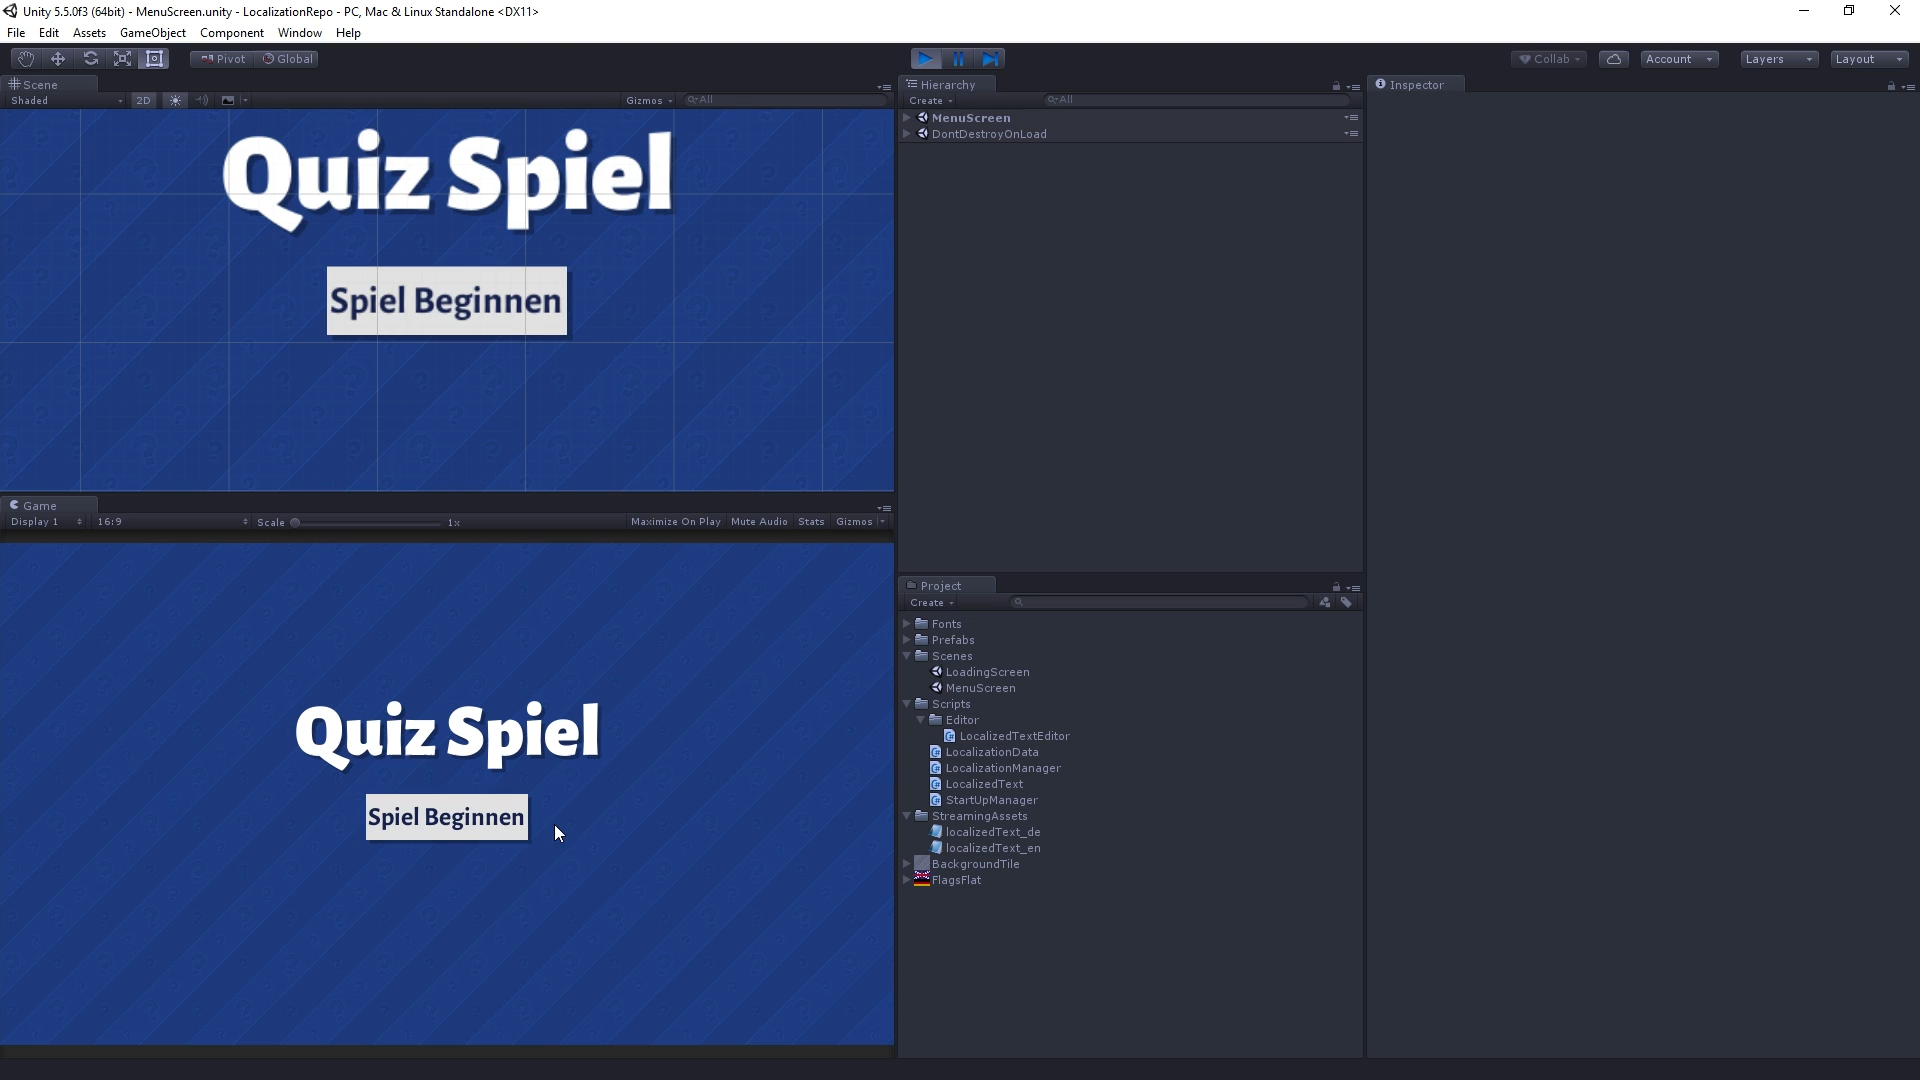 Unity 5.5.0f3 (64bit) - MenuScreen.unity - LocalizationRepo - PC, Mac & Linux Standalone <DX11>
File Edit Assets GameObject Component Window Help
Pivot Global
Collab Account Layers Layout
Scene
Shaded 2D Gizmos All
Quiz Spiel
Spiel Beginnen
Game
Display 1 16:9 Scale 1x Maximize On Play Mute Audio Stats Gizmos
Quiz Spiel
Spiel Beginnen
Hierarchy
Create All
MenuScreen
DontDestroyOnLoad
Project
Create
Fonts
Prefabs
Scenes
LoadingScreen
MenuScreen
Scripts
Editor
LocalizedTextEditor
LocalizationData
LocalizationManager
LocalizedText
StartUpManager
StreamingAssets
localizedText_de
localizedText_en
BackgroundTile
FlagsFlat
Inspector